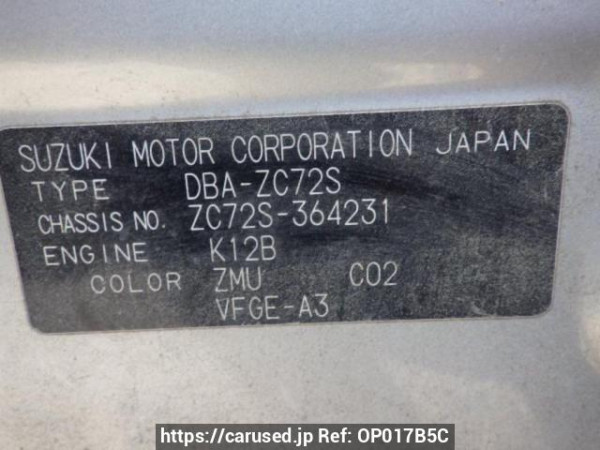 SUZUKI MOTOR CORPORATION JAPAN
TYPE DBA-ZC72S
CHASSIS NO. ZC72S-364231
ENGINE K12B
COLOR ZMU C02
VFGE-A3
https://carused.jp Ref: OP017B5C